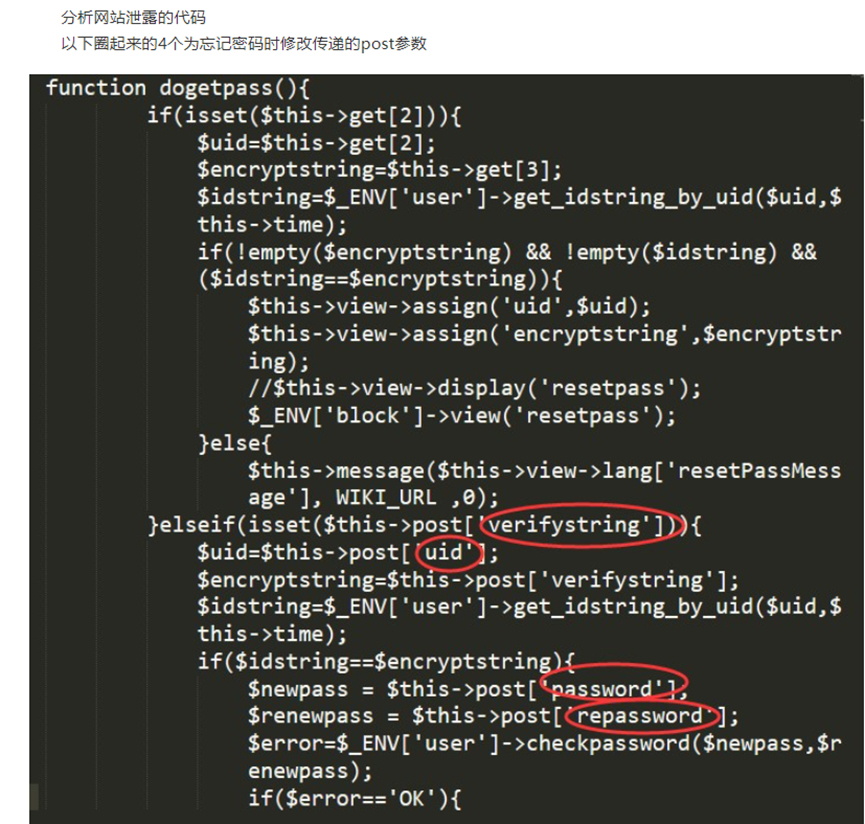 分析网站泄露的代码
以下圈起来的4个为忘记密码时修改传递的post参数
function dogetpass(){
if(isset($this->get[2])){
$uid=$this->get[2];
$encryptstring=$this->get[3];
$idstring=$_ENV['user']->get_idstring_by_uid($uid,$
this->time);
if(!empty($encryptstring) && !empty($idstring) &&
($idstring==$encryptstring)){
$this->view->assign('uid',$uid);
$this->view->assign('encryptstring',$encryptstr
ing);
//$this->view->display('resetpass');
$_ENV['block']->view('resetpass');
}else{
$this->message($this->view->lang['resetPassMess
age'], WIKI_URL ,0);
}elseif(isset($this->post['verifystring'])){
$uid=$this->post['uid'];
$encryptstring=$this->post['verifystring'];
$idstring=$_ENV['user']->get_idstring_by_uid($uid,$
this->time);
if($idstring==$encryptstring){
$newpass = $this->post['password'];
$renewpass = $this->post['repassword'];
$error=$_ENV['user']->checkpassword($newpass,$r
enewpass);
if($error=='OK'){